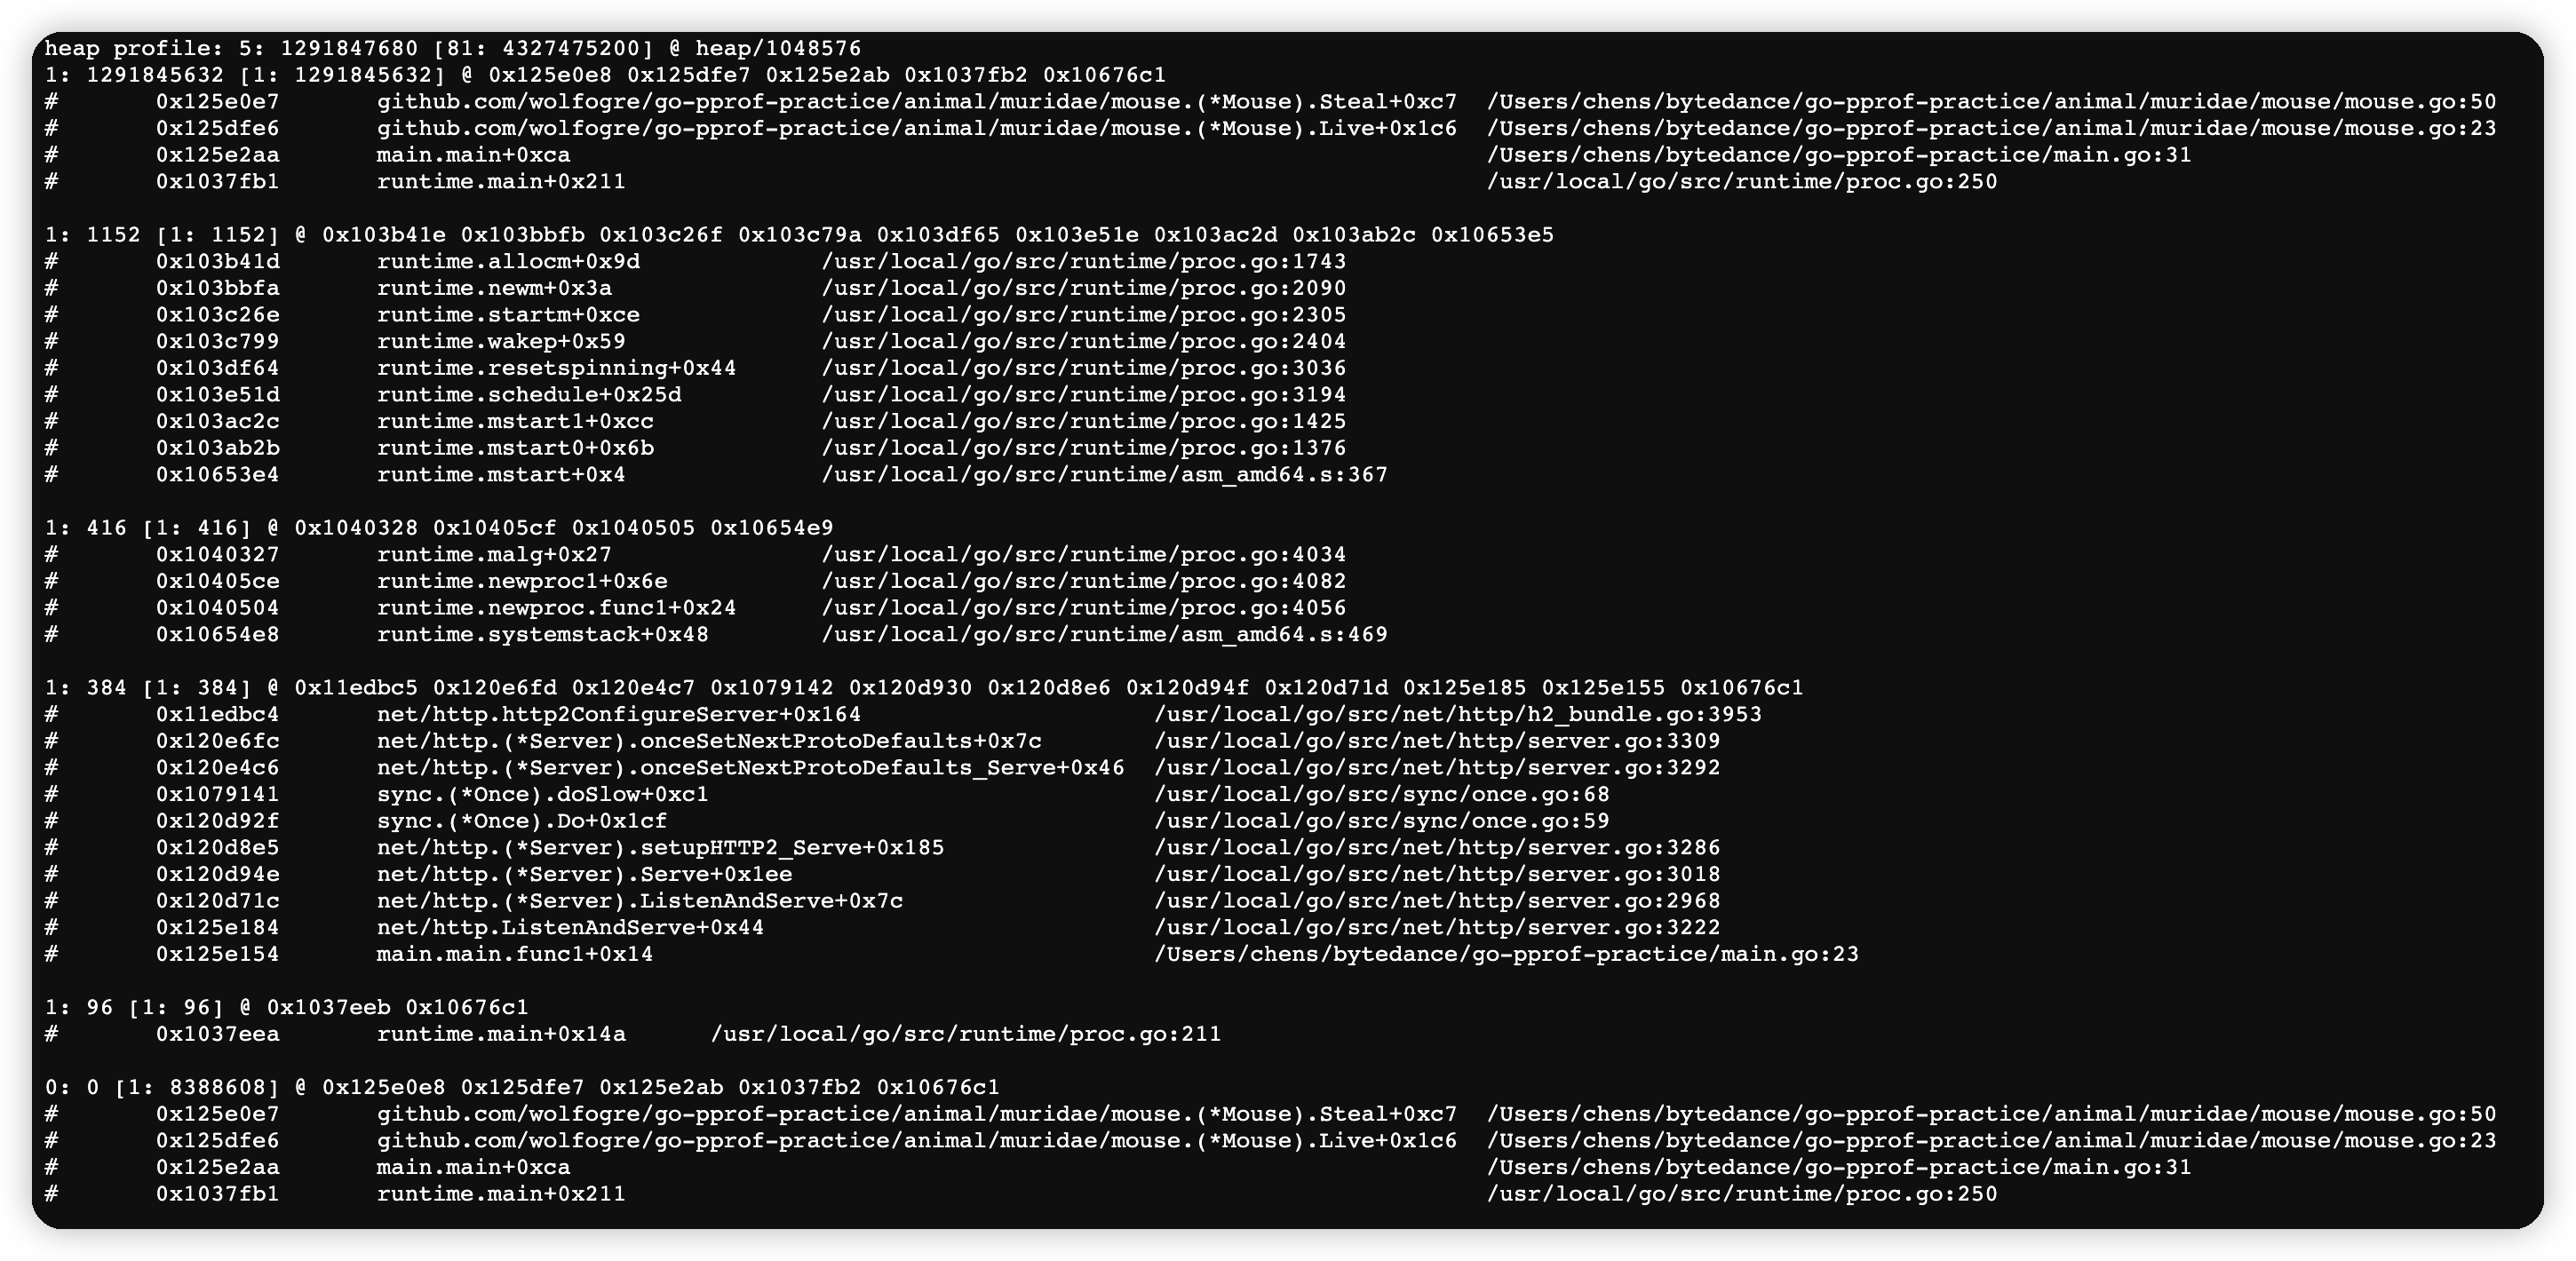 heap profile: 5: 1291847680 [81: 4327475200] @ heap/1048576
1: 1291845632 [1: 1291845632] @ 0x125e0e8 0x125dfe7 0x125e2ab 0x1037fb2 0x10676c1
# 0x125e0e7 github.com/wolfogre/go-pprof-practice/animal/muridae/mouse.(*Mouse).Steal+0xc7 /Users/chens/bytedance/go-pprof-practice/animal/muridae/mouse/mouse.go:50
# 0x125dfe6 github.com/wolfogre/go-pprof-practice/animal/muridae/mouse.(*Mouse).Live+0x1c6 /Users/chens/bytedance/go-pprof-practice/animal/muridae/mouse/mouse.go:23
# 0x125e2aa main.main+0xca /Users/chens/bytedance/go-pprof-practice/main.go:31
# 0x1037fb1 runtime.main+0x211 /usr/local/go/src/runtime/proc.go:250
1: 1152 [1: 1152] @ 0x103b41e 0x103bbfb 0x103c26f 0x103c79a 0x103df65 0x103e51e 0x103ac2d 0x103ab2c 0x10653e5
# 0x103b41d runtime.allocm+0x9d /usr/local/go/src/runtime/proc.go:1743
# 0x103bbfa runtime.newm+0x3a /usr/local/go/src/runtime/proc.go:2090
# 0x103c26e runtime.startm+0xce /usr/local/go/src/runtime/proc.go:2305
# 0x103c799 runtime.wakep+0x59 /usr/local/go/src/runtime/proc.go:2404
# 0x103df64 runtime.resetspinning+0x44 /usr/local/go/src/runtime/proc.go:3036
# 0x103e51d runtime.schedule+0x25d /usr/local/go/src/runtime/proc.go:3194
# 0x103ac2c runtime.mstart1+0xcc /usr/local/go/src/runtime/proc.go:1425
# 0x103ab2b runtime.mstart0+0x6b /usr/local/go/src/runtime/proc.go:1376
# 0x10653e4 runtime.mstart+0x4 /usr/local/go/src/runtime/asm_amd64.s:367
1: 416 [1: 416] @ 0x1040328 0x10405cf 0x1040505 0x10654e9
# 0x1040327 runtime.malg+0x27 /usr/local/go/src/runtime/proc.go:4034
# 0x10405ce runtime.newproc1+0x6e /usr/local/go/src/runtime/proc.go:4082
# 0x1040504 runtime.newproc.func1+0x24 /usr/local/go/src/runtime/proc.go:4056
# 0x10654e8 runtime.systemstack+0x48 /usr/local/go/src/runtime/asm_amd64.s:469
1: 384 [1: 384] @ 0x11edbc5 0x120e6fd 0x120e4c7 0x1079142 0x120d930 0x120d8e6 0x120d94f 0x120d71d 0x125e185 0x125e155 0x10676c1
# 0x11edbc4 net/http.http2ConfigureServer+0x164 /usr/local/go/src/net/http/h2_bundle.go:3953
# 0x120e6fc net/http.(*Server).onceSetNextProtoDefaults+0x7c /usr/local/go/src/net/http/server.go:3309
# 0x120e4c6 net/http.(*Server).onceSetNextProtoDefaults_Serve+0x46 /usr/local/go/src/net/http/server.go:3292
# 0x1079141 sync.(*Once).doSlow+0xc1 /usr/local/go/src/sync/once.go:68
# 0x120d92f sync.(*Once).Do+0x1cf /usr/local/go/src/sync/once.go:59
# 0x120d8e5 net/http.(*Server).setupHTTP2_Serve+0x185 /usr/local/go/src/net/http/server.go:3286
# 0x120d94e net/http.(*Server).Serve+0x1ee /usr/local/go/src/net/http/server.go:3018
# 0x120d71c net/http.(*Server).ListenAndServe+0x7c /usr/local/go/src/net/http/server.go:2968
# 0x125e184 net/http.ListenAndServe+0x44 /usr/local/go/src/net/http/server.go:3222
# 0x125e154 main.main.func1+0x14 /Users/chens/bytedance/go-pprof-practice/main.go:23
1: 96 [1: 96] @ 0x1037eeb 0x10676c1
# 0x1037eea runtime.main+0x14a /usr/local/go/src/runtime/proc.go:211
0: 0 [1: 8388608] @ 0x125e0e8 0x125dfe7 0x125e2ab 0x1037fb2 0x10676c1
# 0x125e0e7 github.com/wolfogre/go-pprof-practice/animal/muridae/mouse.(*Mouse).Steal+0xc7 /Users/chens/bytedance/go-pprof-practice/animal/muridae/mouse/mouse.go:50
# 0x125dfe6 github.com/wolfogre/go-pprof-practice/animal/muridae/mouse.(*Mouse).Live+0x1c6 /Users/chens/bytedance/go-pprof-practice/animal/muridae/mouse/mouse.go:23
# 0x125e2aa main.main+0xca /Users/chens/bytedance/go-pprof-practice/main.go:31
# 0x1037fb1 runtime.main+0x211 /usr/local/go/src/runtime/proc.go:250